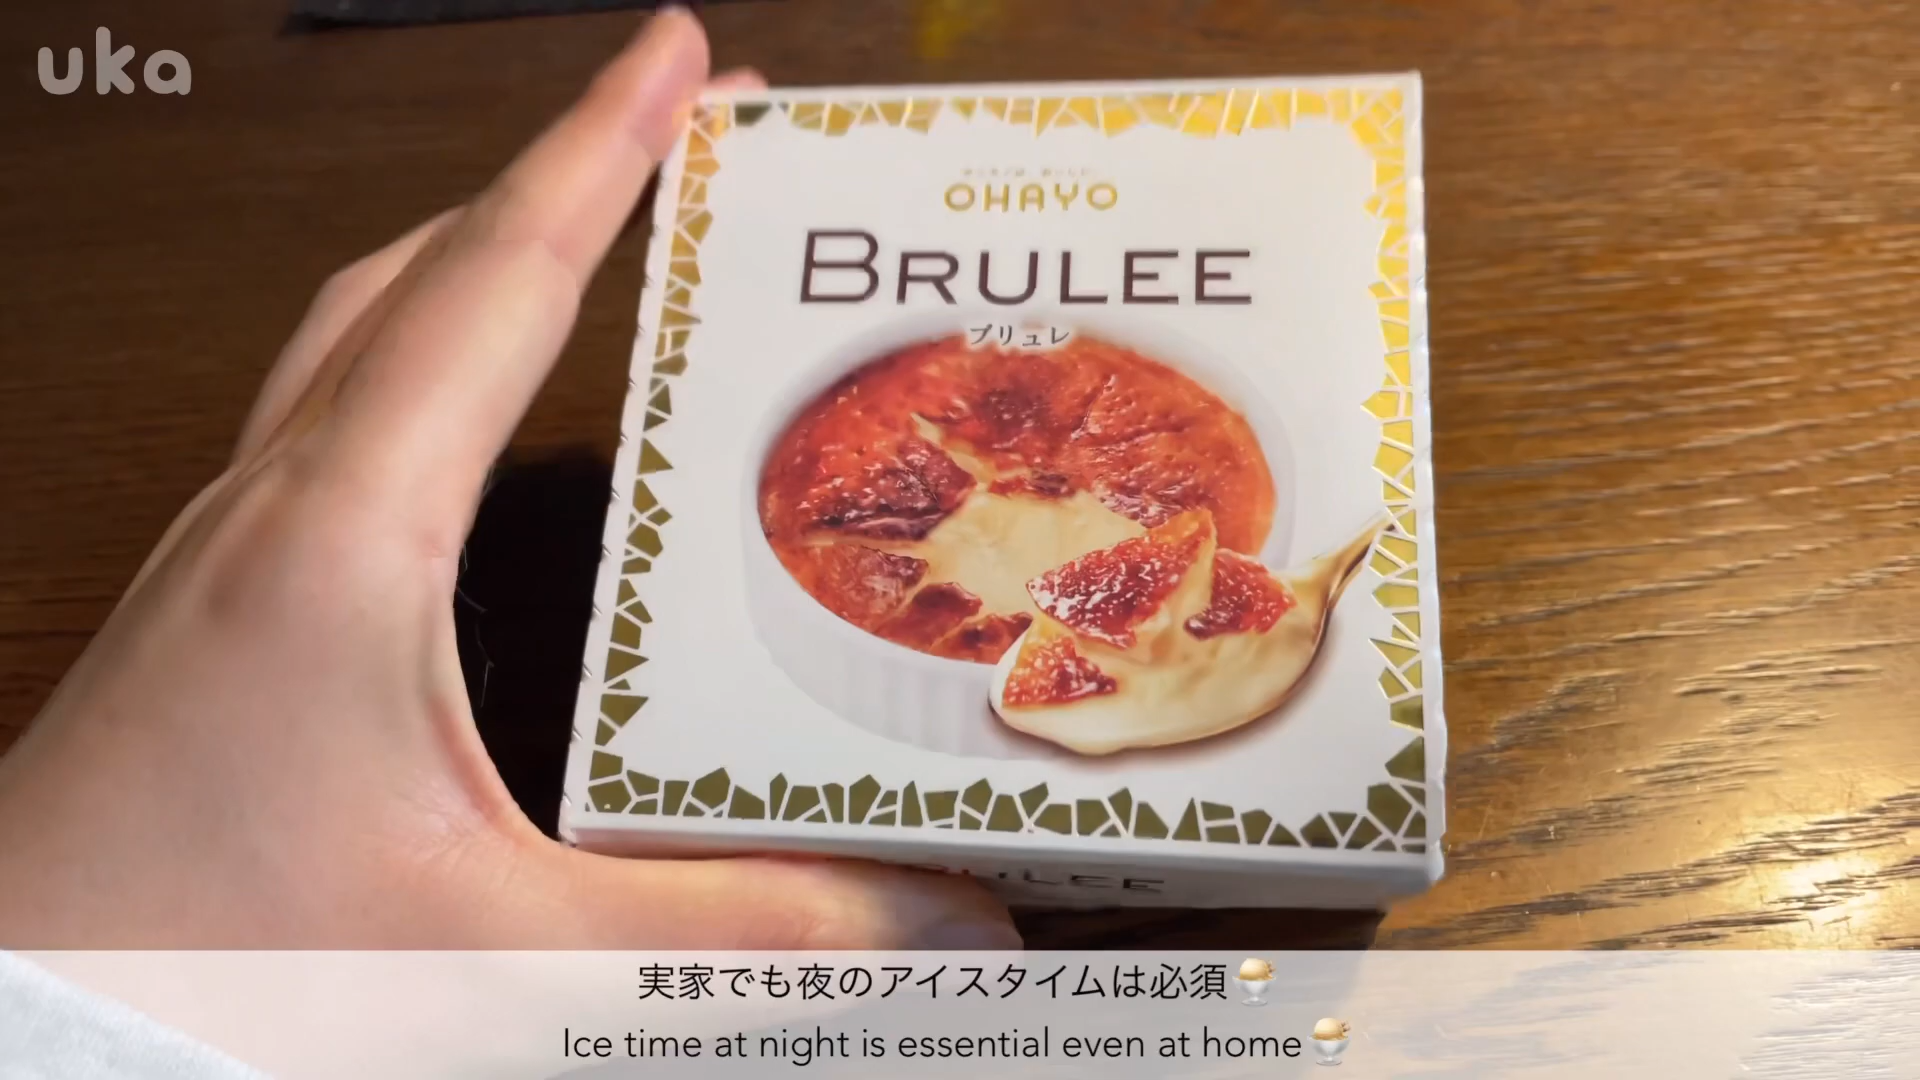 uka
OHAYO
BRULEE
ブリュレ
実家でも夜のアイスタイムは必須🍨
Ice time at night is essential even at home🍨